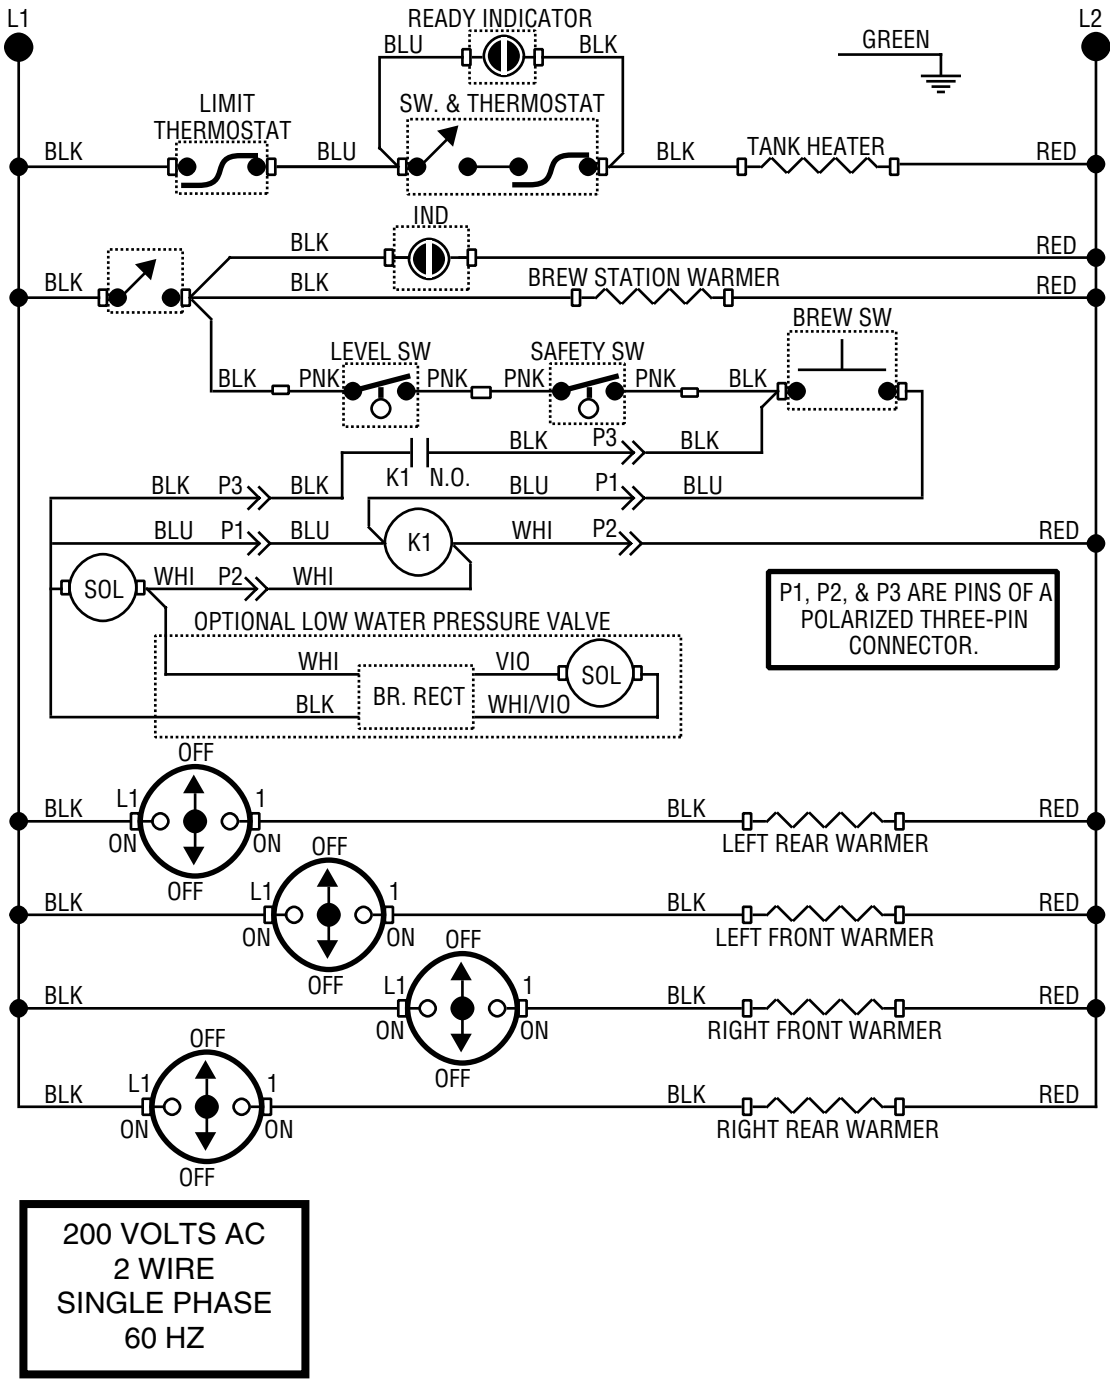 L1
READY INDICATOR
L2
BLU
BLK
GREEN
LIMIT
THERMOSTAT
SW. & THERMOSTAT
BLK
BLU
BLK
TANK HEATER
RED
IND
BLK
RED
BLK
BLK
BREW STATION WARMER
RED
BREW SW
LEVEL SW
SAFETY SW
BLK
PNK
PNK
PNK
PNK
BLK
BLK
P3
BLK
K1
N.O.
BLK
P3
BLK
BLU
P1
BLU
BLU
P1
BLU
K1
WHI
P2
RED
SOL
WHI
P2
WHI
P1, P2, & P3 ARE PINS OF A
POLARIZED THREE-PIN
CONNECTOR.
OPTIONAL LOW WATER PRESSURE VALVE
WHI
VIO
SOL
BR. RECT
BLK
WHI/VIO
OFF
BLK
L1
1
BLK
RED
ON
ON
LEFT REAR WARMER
OFF
OFF
BLK
L1
1
BLK
RED
ON
ON
LEFT FRONT WARMER
OFF
OFF
BLK
L1
1
BLK
RED
ON
ON
RIGHT FRONT WARMER
OFF
OFF
BLK
L1
1
BLK
RED
ON
ON
RIGHT REAR WARMER
OFF
200 VOLTS AC
2 WIRE
SINGLE PHASE
60 HZ